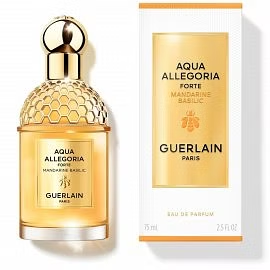 AQUA
ALLEGORIA
FORTE
MANDARINE BASILIC
GUERLAIN
PARIS
AQUA
ALLEGORIA
FORTE
MANDARINE
BASILIC
GUERLAIN
PARIS
EAU DE PARFUM
75 ml
2.5 FL.OZ